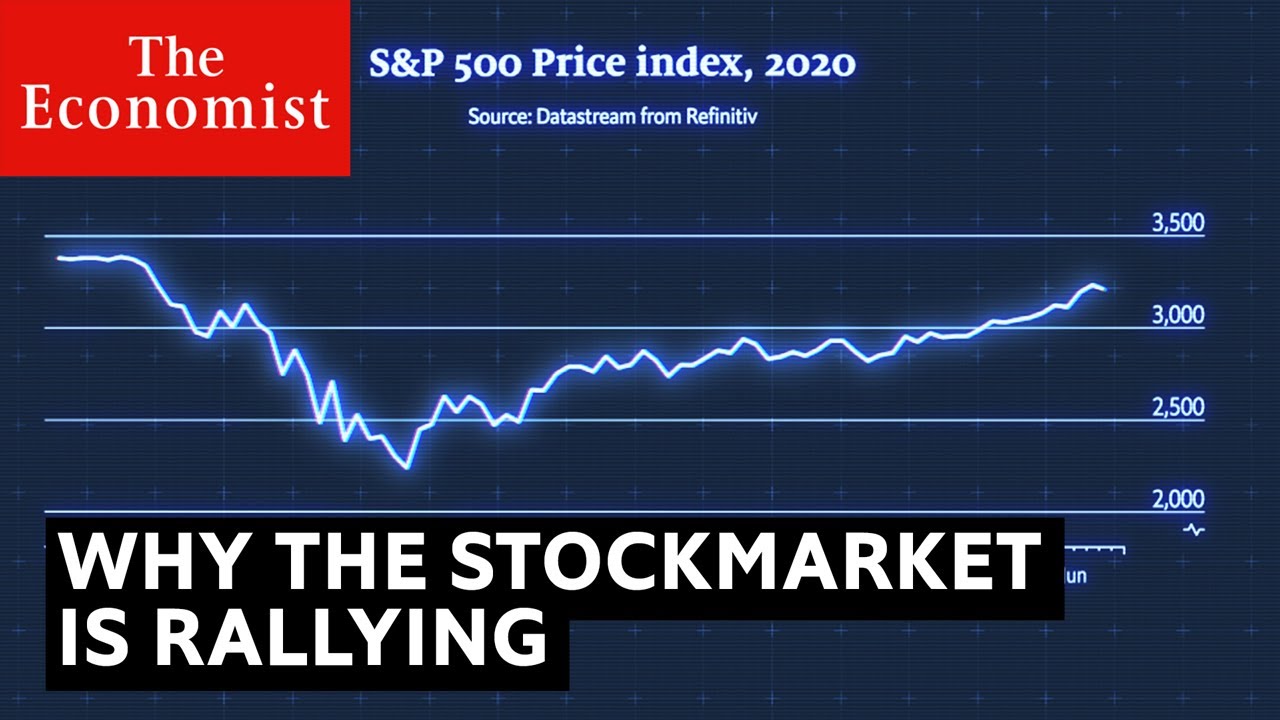 The
Economist
S&P 500 Price index, 2020
Source: Datastream from Refinitiv
3,500
3,000
2,500
2,000
WHY THE STOCKMARKET
IS RALLYING